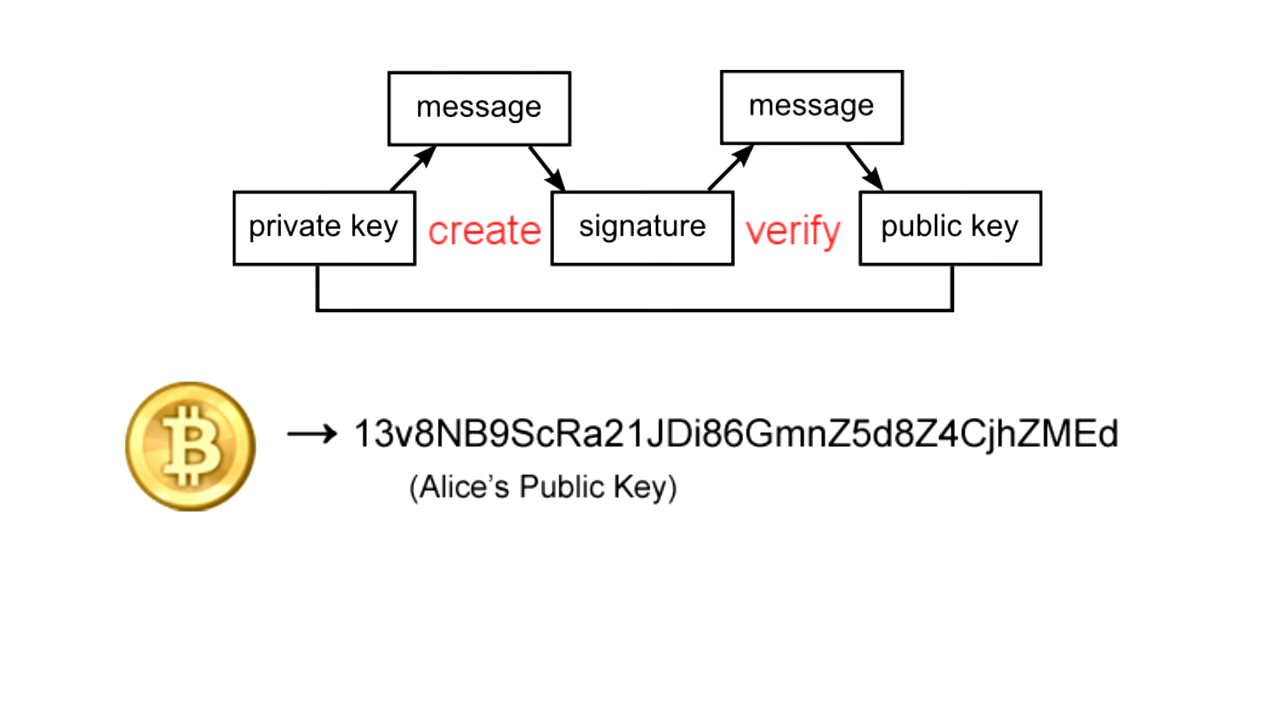 message
message
private key
create
signature
verify
public key
→ 13v8NB9ScRa21JDi86GmnZ5d8Z4CjhZMEd
(Alice’s Public Key)